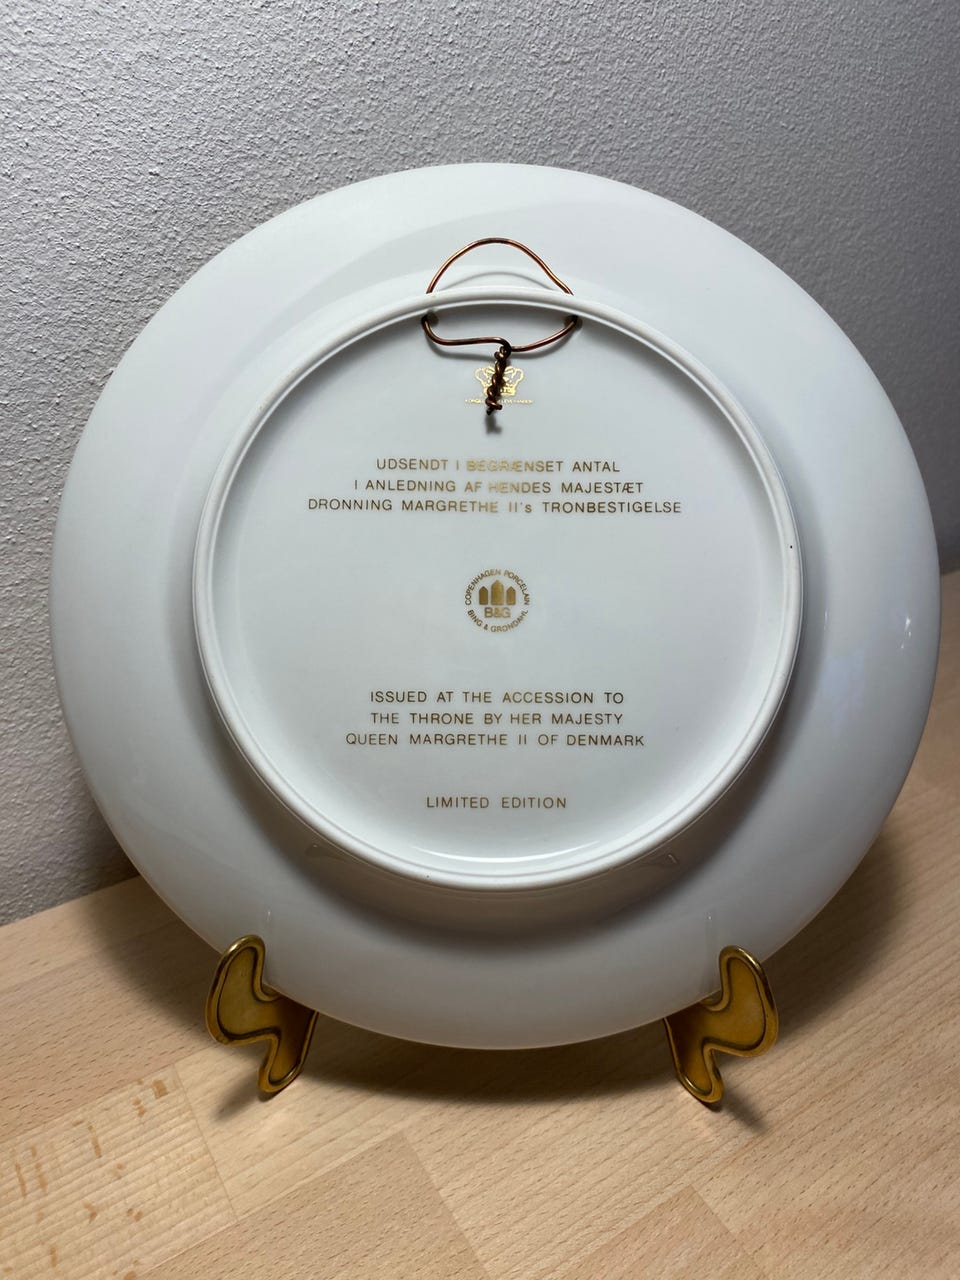 UDSENDT I BEGRÆNSET ANTAL
I ANLEDNING AF HENDES MAJESTÆT
DRONNING MARGRETHE II's TRONBESTIGELSE
COPENHAGEN PORCELAIN
B&G
BING & GRØNDAHL
ISSUED AT THE ACCESSION TO
THE THRONE BY HER MAJESTY
QUEEN MARGRETHE II OF DENMARK
LIMITED EDITION